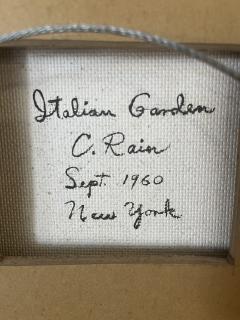 Italian Garden
C. Rain
Sept. 1960
New York